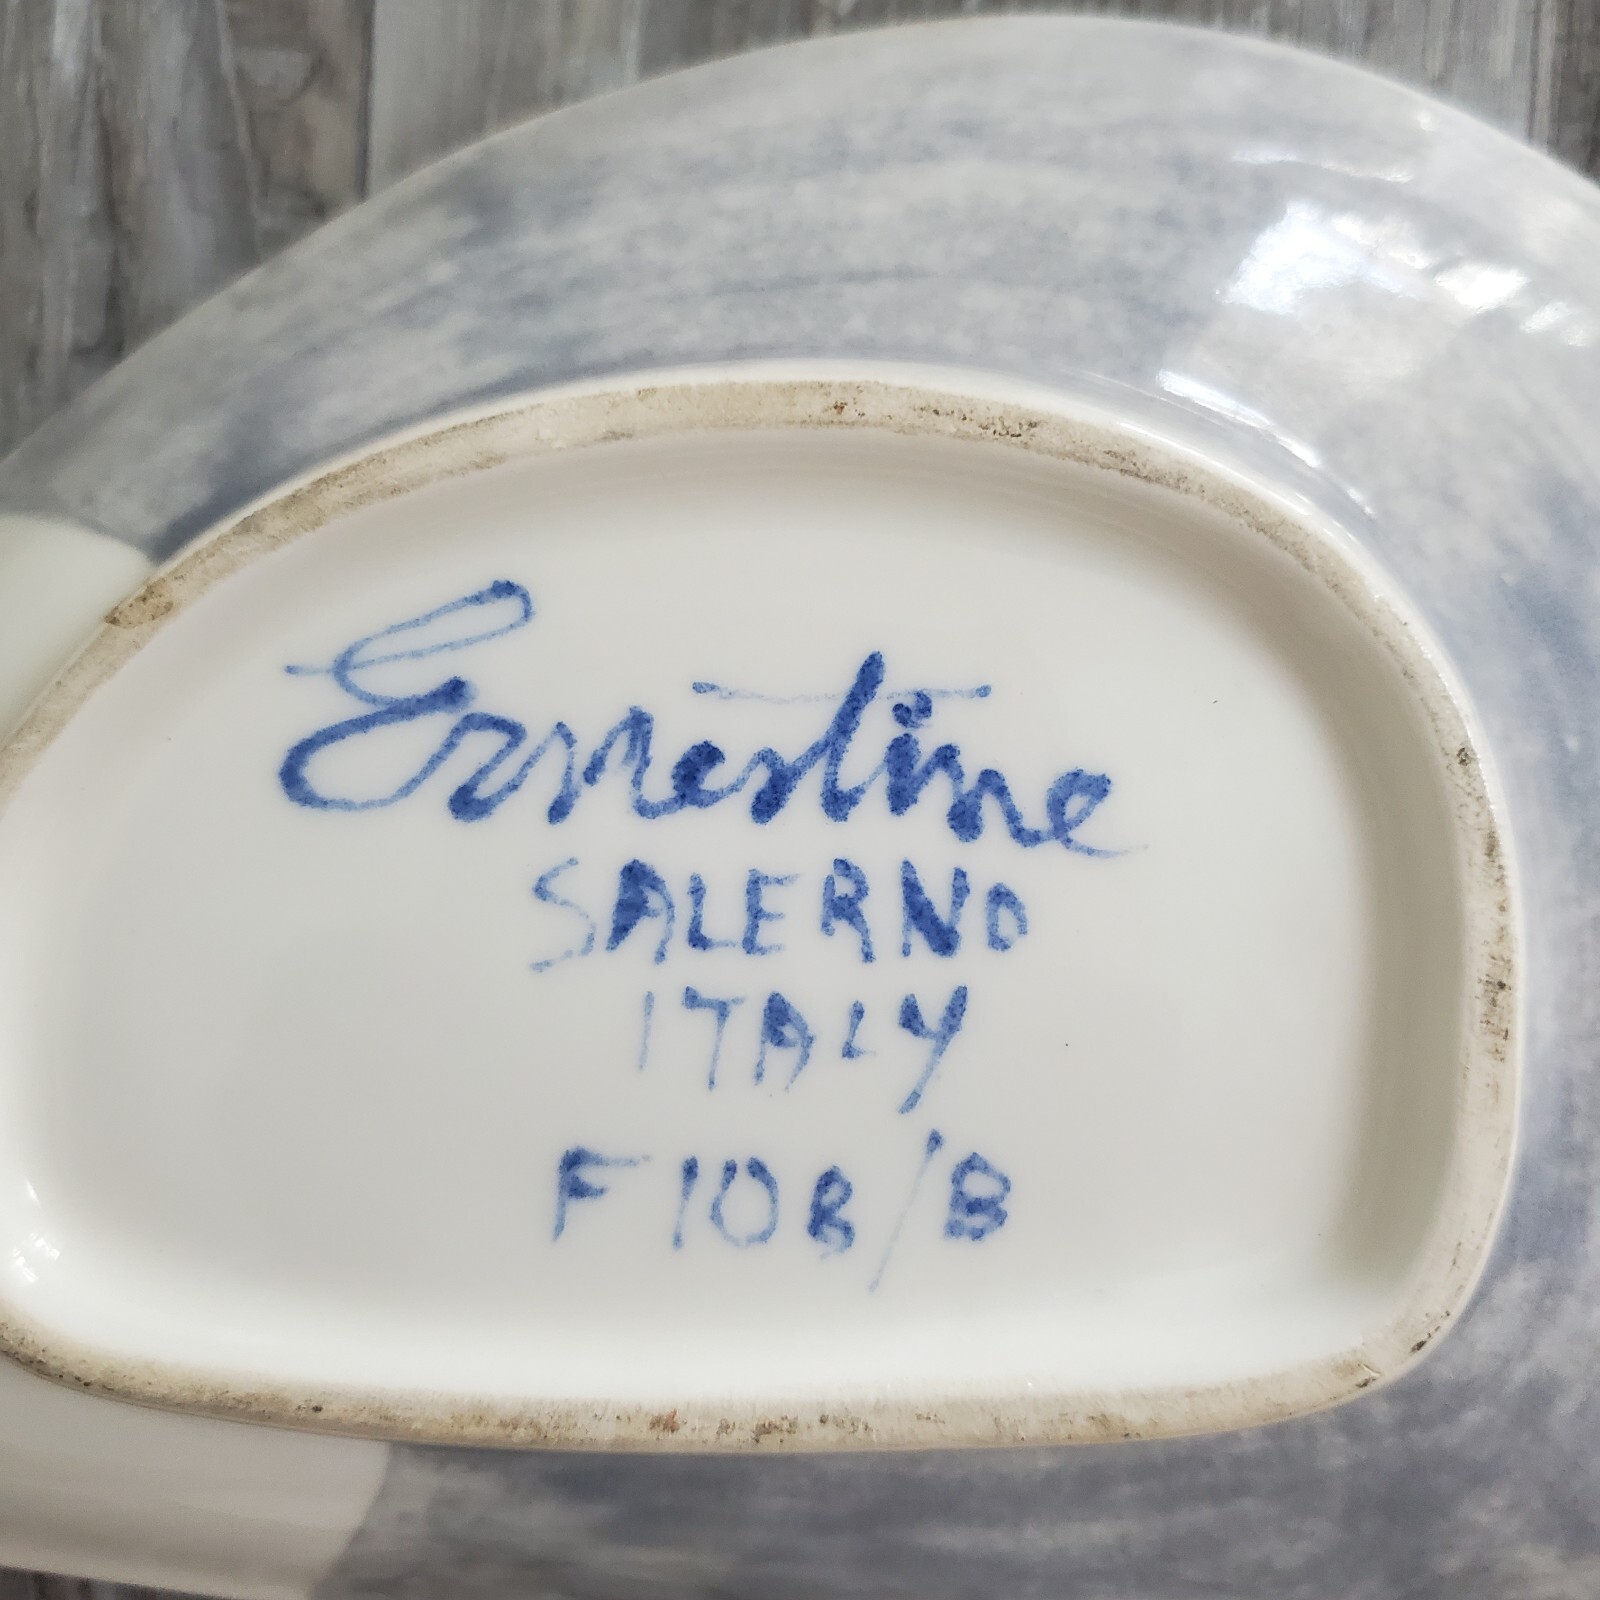 Ernestine
SALERNO
ITALY
F108/B